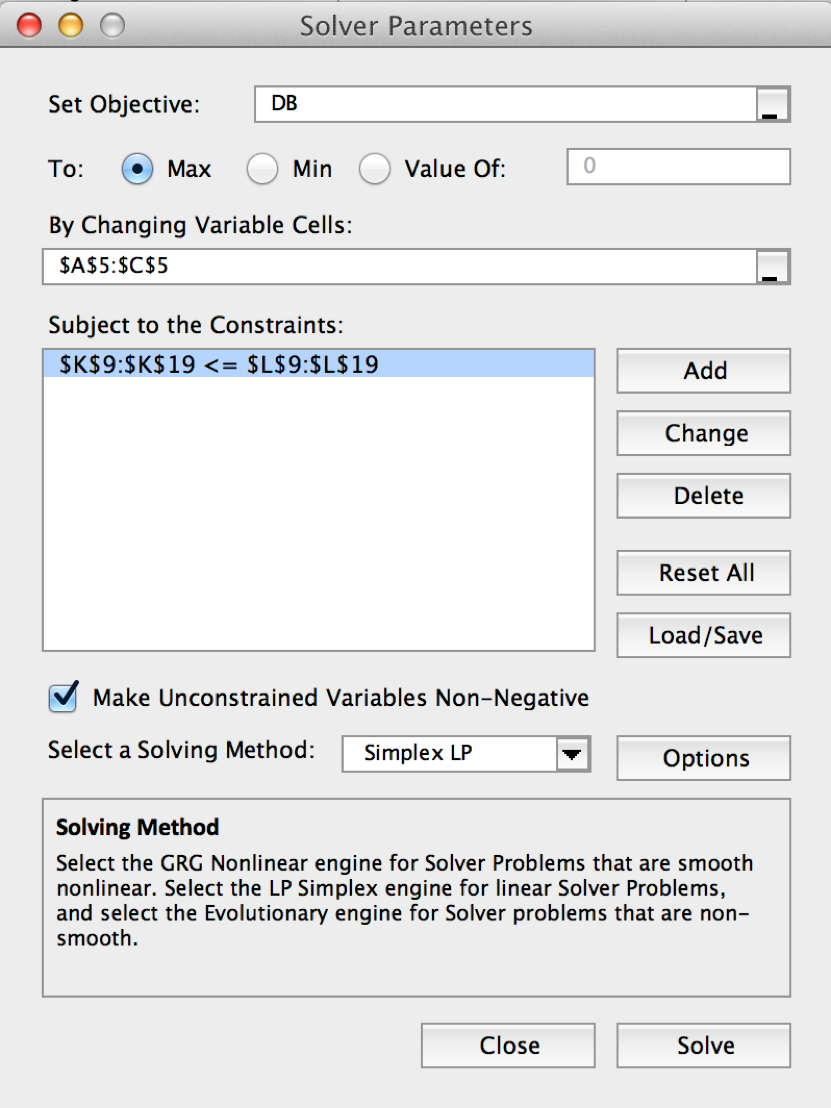 Solver Parameters
Set Objective: DB
To: Max Min Value Of: 0
By Changing Variable Cells:
$A$5:$C$5
Subject to the Constraints:
$K$9:$K$19 <= $L$9:$L$19
Add
Change
Delete
Reset All
Load/Save
Make Unconstrained Variables Non-Negative
Select a Solving Method: Simplex LP Options
Solving Method
Select the GRG Nonlinear engine for Solver Problems that are smooth
nonlinear. Select the LP Simplex engine for linear Solver Problems,
and select the Evolutionary engine for Solver problems that are non-
smooth.
Close Solve